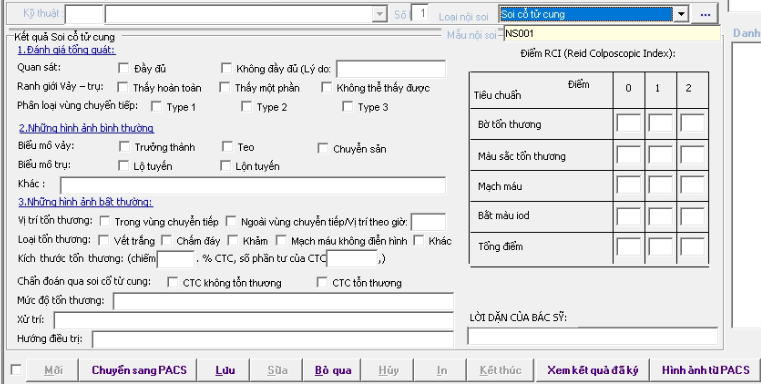 Kỹ thuật: Số l 1 Loại nội soi Soi cổ tử cung ...
Kết quả Soi cổ tử cung Mẫu nội soi NS001 Danh
1.Đánh giá tổng quát:
Điểm RCI (Reid Colposcopic Index):
Quan sát: Đầy đủ Không đầy đủ (Lý do:
Ranh giới Vảy – trụ: Thấy hoàn toàn Thấy một phần Không thể thấy được
Phân loại vùng chuyển tiếp: Type 1 Type 2 Type 3
Tiêu chuẩn Điểm 0 1 2
Bờ tổn thương
Màu sắc tổn thương
Mạch máu
Bắt màu iod
Tổng điểm
2.Những hình ảnh bình thường
Biểu mô vảy: Trưởng thành Teo Chuyển sản
Biểu mô trụ: Lộ tuyến Lộn tuyến
Khác :
3.Những hình ảnh bất thường:
Vị trí tổn thương: Trong vùng chuyển tiếp Ngoài vùng chuyển tiếp/Vị trí theo giờ:
Loại tổn thương: Vết trắng Chấm đáy Khảm Mạch máu không điển hình Khác
Kích thước tổn thương: (chiếm . % CTC, số phần tư của CTC ,)
Chẩn đoán qua soi cổ tử cung: CTC không tổn thương CTC tổn thương
Mức độ tổn thương:
Xử trí:
Hướng điều trị:
LỜI DẶN CỦA BÁC SỸ:
Mới Chuyển sang PACS Lưu Sửa Bỏ qua Hủy In Kết thúc Xem kết quả đã ký Hình ảnh từ PACS